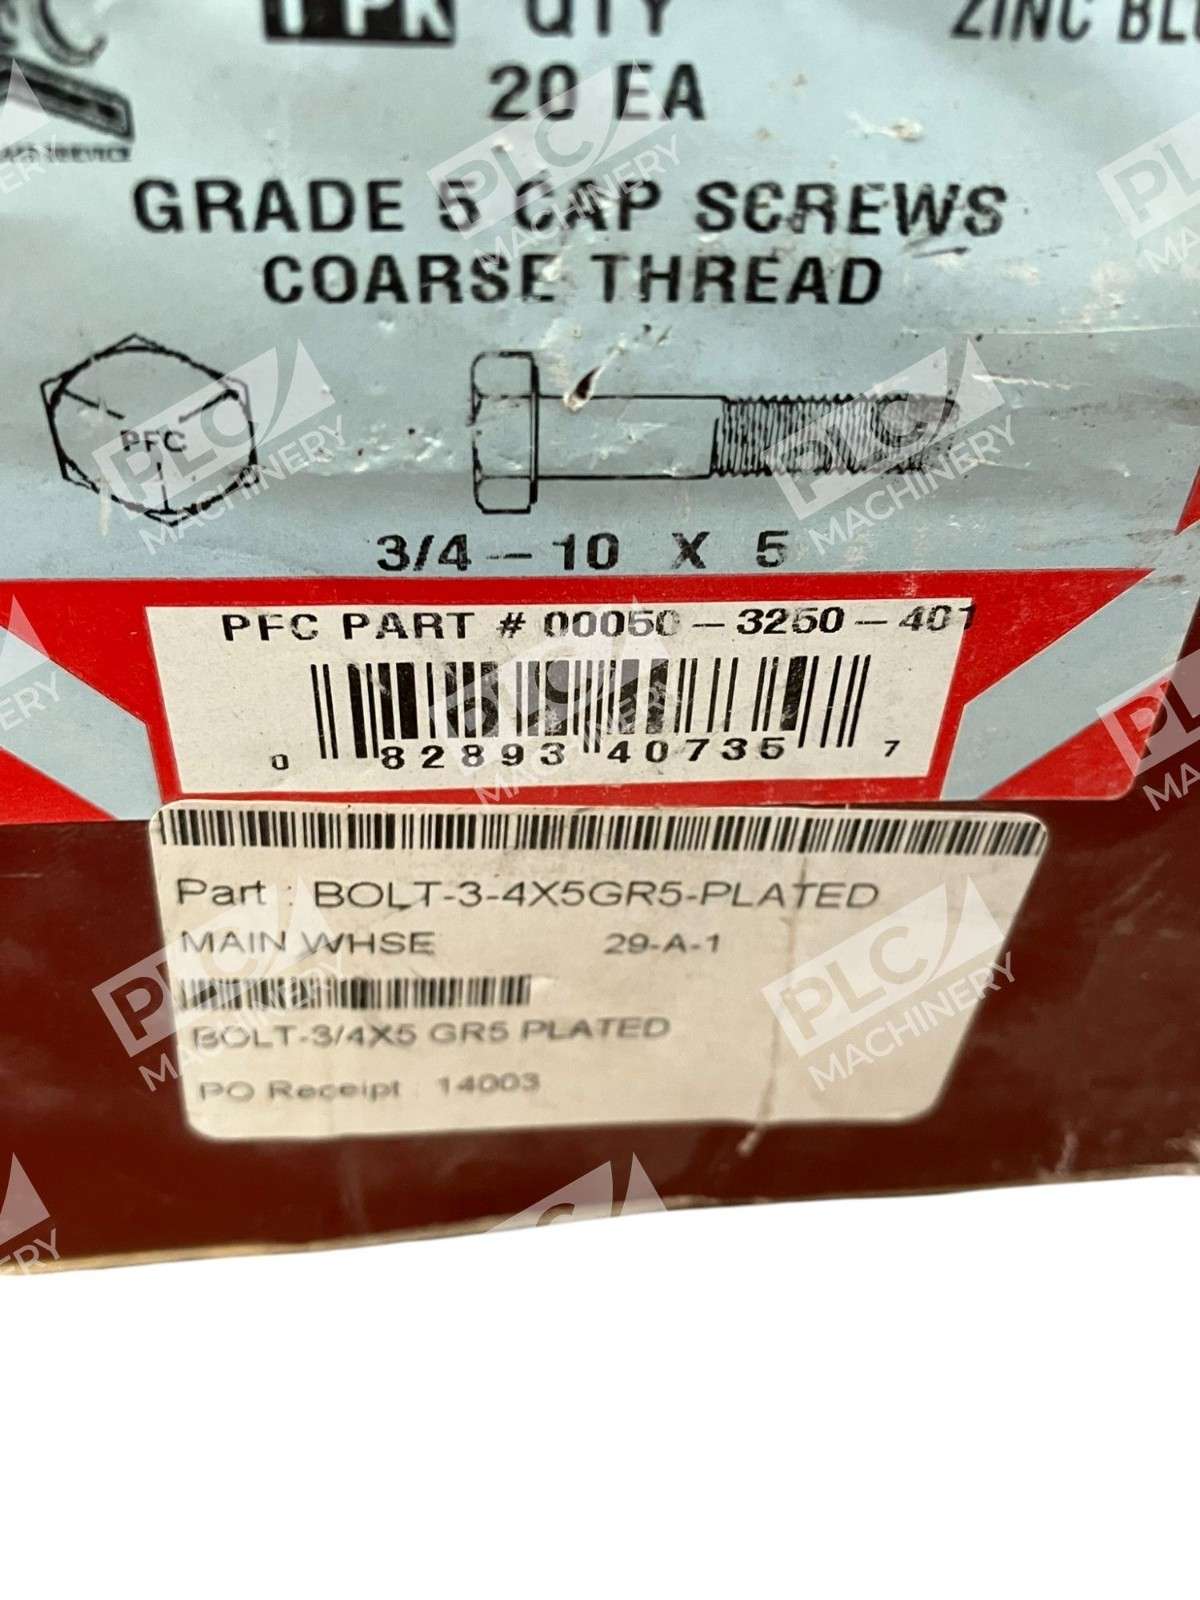 1 PK QTY
20 EA
ZINC
GRADE 5 CAP SCREWS
COARSE THREAD
PFC
3/4-10 X 5
PFC PART # 00050-3250-401
0 82893 40735 7
Part : BOLT-3-4X5GR5-PLATED
MAIN WHSE 29-A-1
BOLT-3/4X5 GR5 PLATED
PO Receipt : 14003
PLC MACHINERY